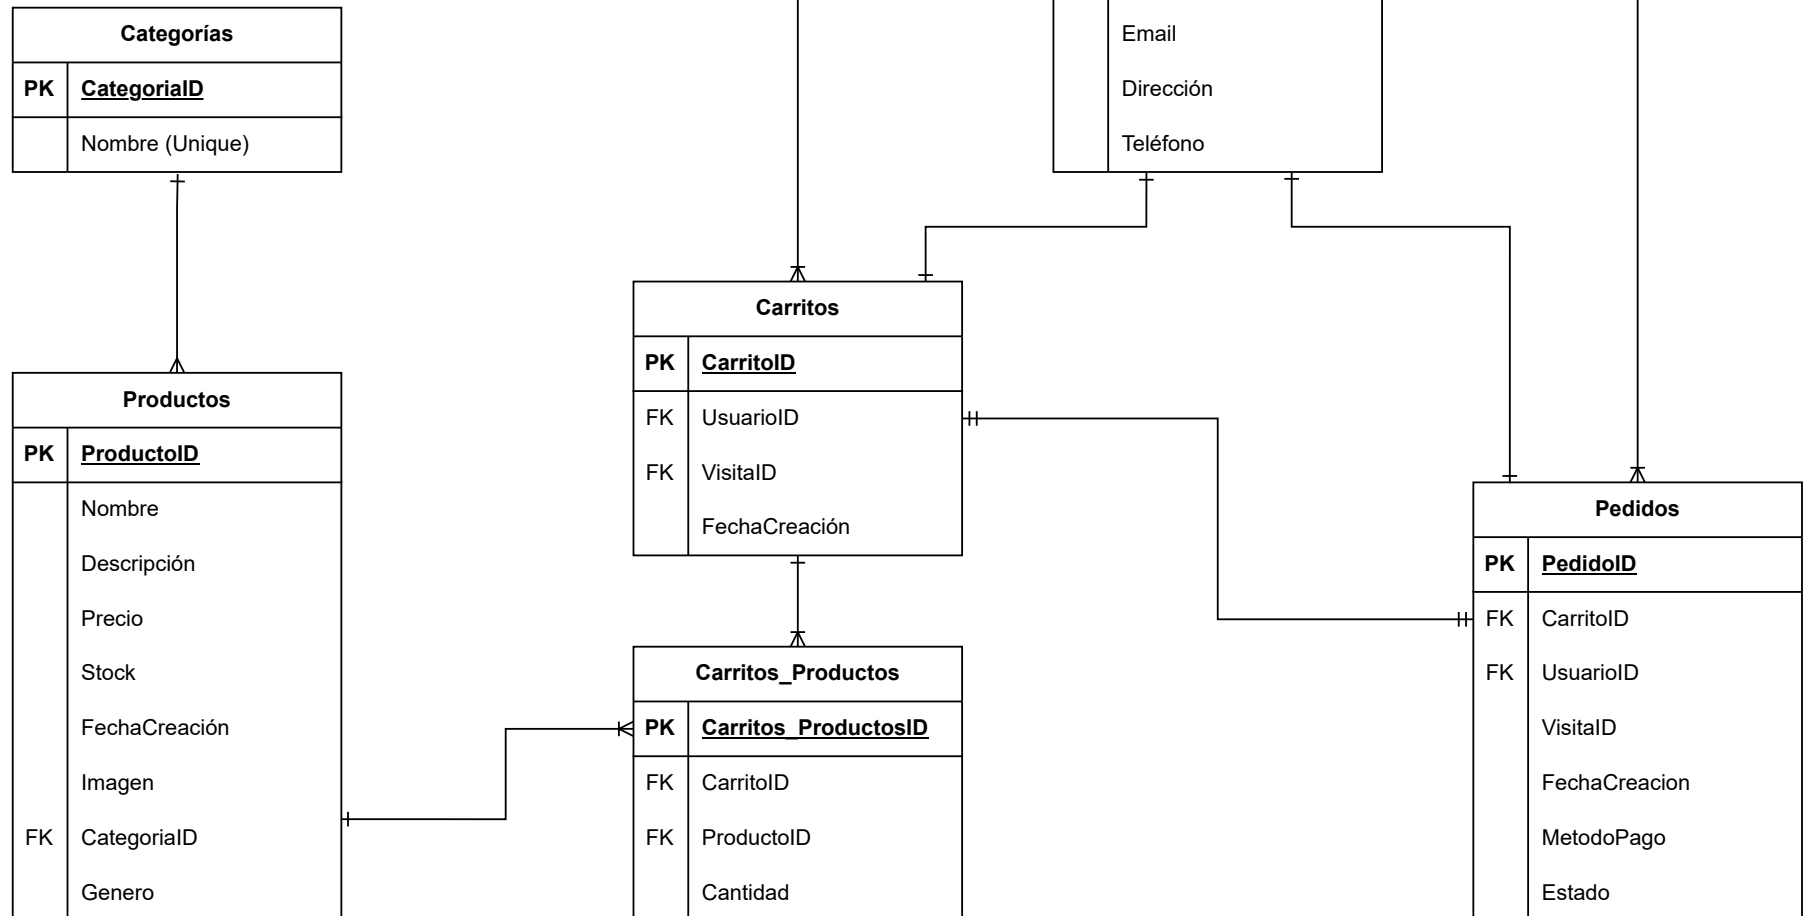 Categorías
PK CategoriaID
Nombre (Unique)
Email
Dirección
Teléfono
Carritos
PK CarritoID
FK UsuarioID
FK VisitaID
FechaCreación
Productos
PK ProductoID
Nombre
Descripción
Precio
Stock
FechaCreación
Imagen
FK CategoriaID
Genero
Carritos_Productos
PK Carritos_ProductosID
FK CarritoID
FK ProductoID
Cantidad
Pedidos
PK PedidoID
FK CarritoID
FK UsuarioID
VisitaID
FechaCreacion
MetodoPago
Estado